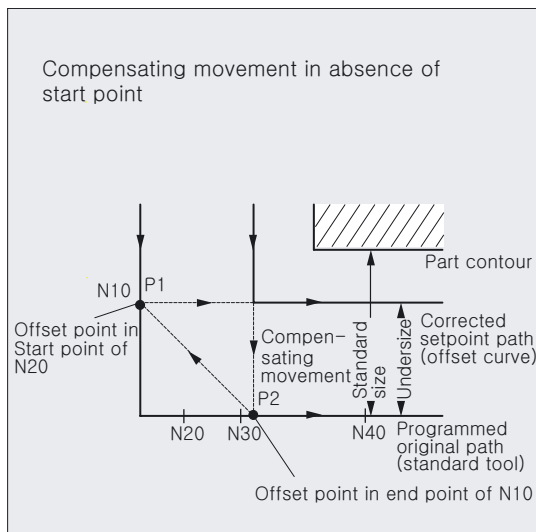 Compensating movement in absence of
start point
Part contour
N10
P1
Offset point in
Start point of
N20
Compen-
sating
movement
Standard
size
Undersize
Corrected
setpoint path
(offset curve)
P2
N20
N30
N40
Programmed
original path
(standard tool)
Offset point in end point of N10